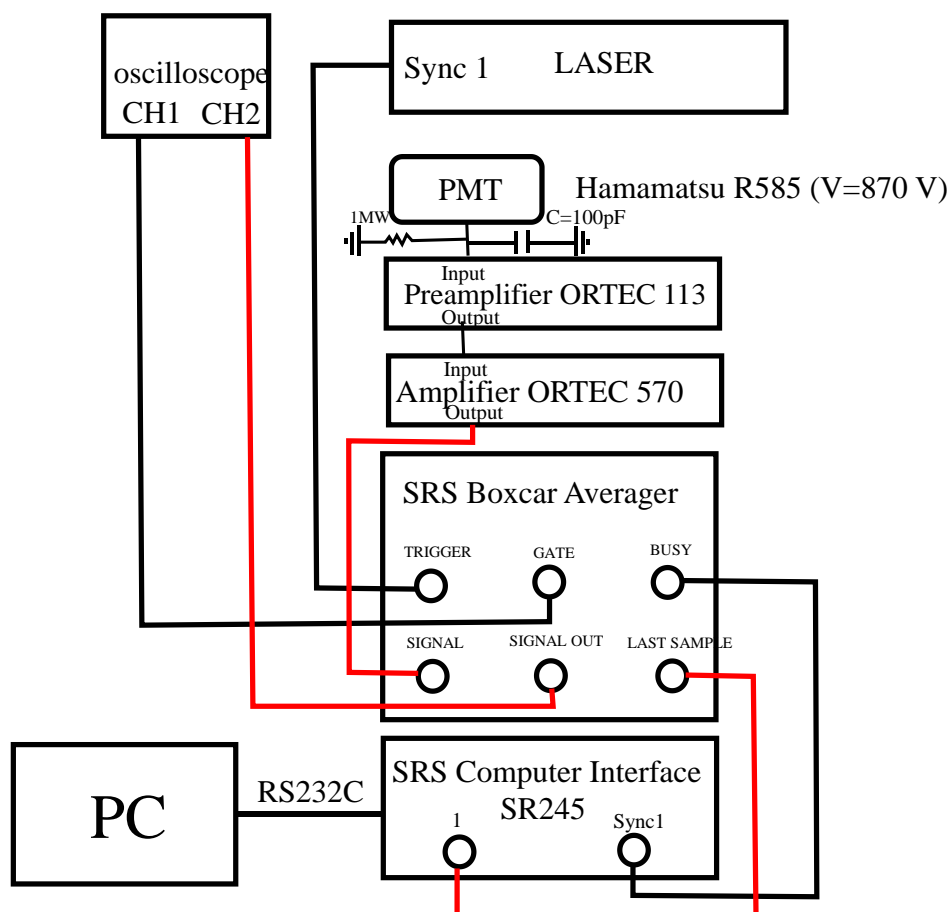 oscilloscope
CH1 CH2
Sync 1 LASER
PMT
Hamamatsu R585 (V=870 V)
1MW
C=100pF
Input
Preamplifier ORTEC 113
Output
Input
Amplifier ORTEC 570
Output
SRS Boxcar Averager
TRIGGER GATE BUSY
SIGNAL SIGNAL OUT LAST SAMPLE
PC
RS232C
SRS Computer Interface
SR245
1 Sync1